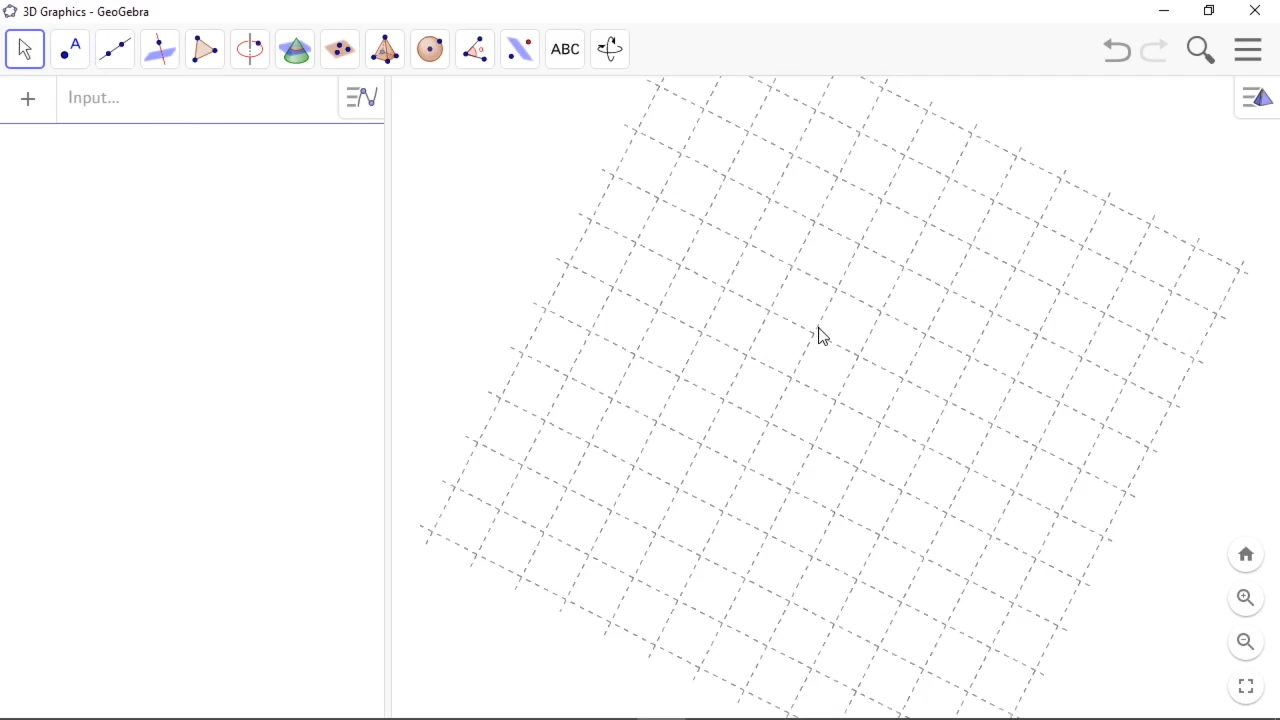 3D Graphics - GeoGebra
A
α
ABC
Input...